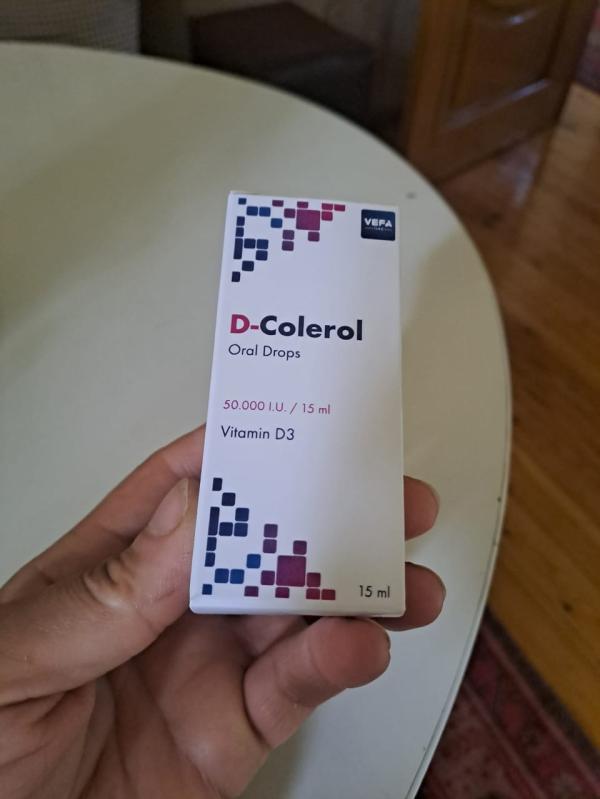 VEFA
D-Colerol
Oral Drops
50.000 I.U. / 15 ml
Vitamin D3
15 ml